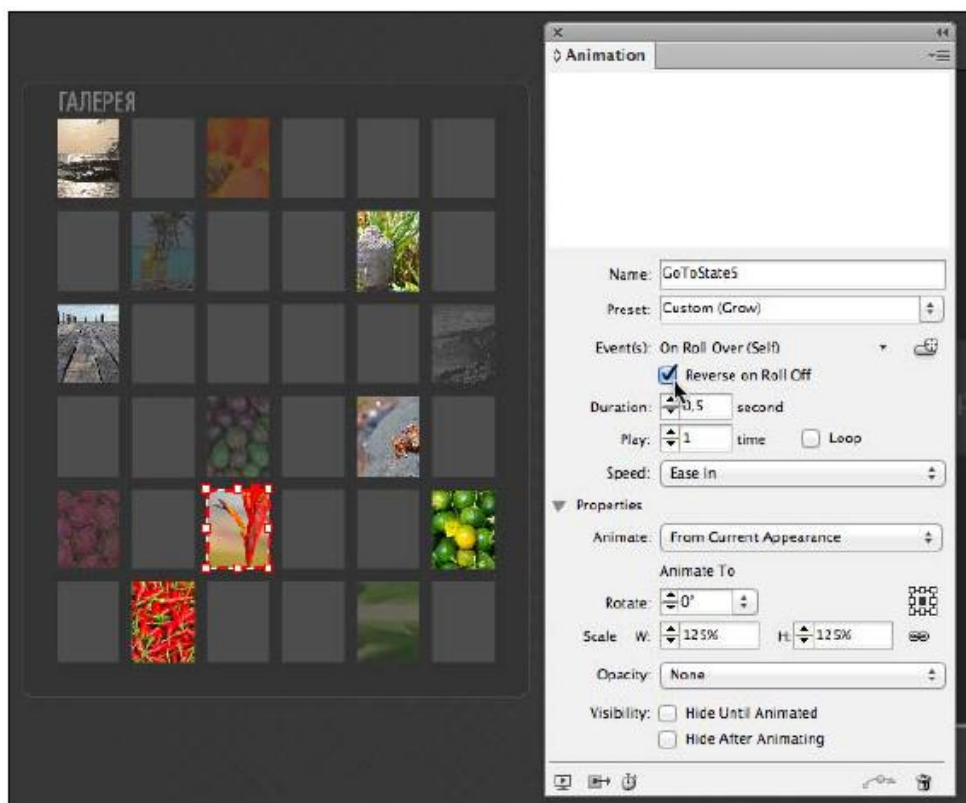 Animation
ГАЛЕРЕЯ
Name: GoToState5
Preset: Custom (Grow)
Event(s): On Roll Over (Self)
Reverse on Roll Off
Duration: 0,5 second
Play: 1 time Loop
Speed: Ease In
Properties
Animate: From Current Appearance
Animate To
Rotate: 0°
Scale W: 125% H: 125%
Opacity: None
Visibility: Hide Until Animated
Hide After Animating